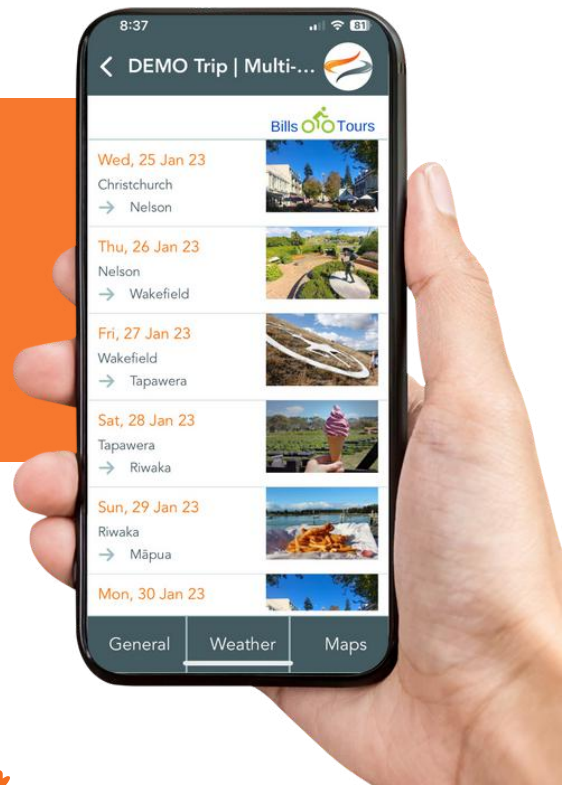 8:37
81
DEMO Trip | Multi-...
Bills Tours
Wed, 25 Jan 23
Christchurch
→ Nelson
Thu, 26 Jan 23
Nelson
→ Wakefield
Fri, 27 Jan 23
Wakefield
→ Tapawera
Sat, 28 Jan 23
Tapawera
→ Riwaka
Sun, 29 Jan 23
Riwaka
→ Māpua
Mon, 30 Jan 23
General Weather Maps